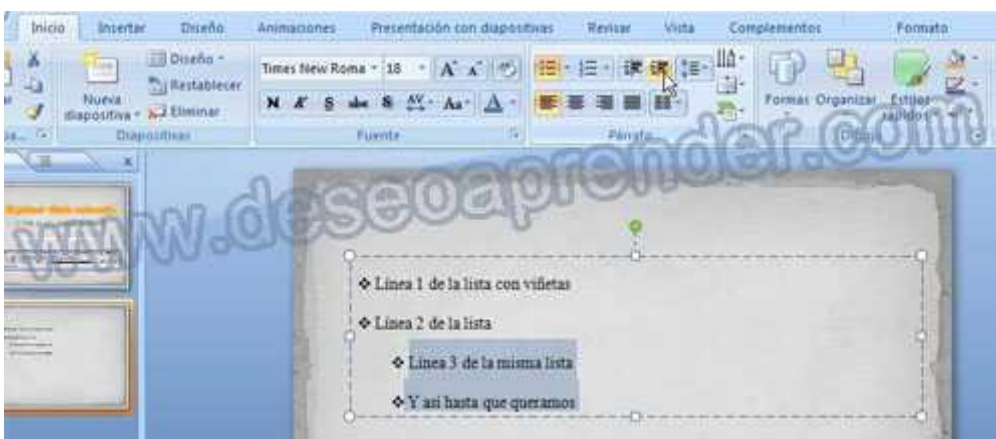 Inicio Insertar Diseño Animaciones Presentación con diapositivas Revisar Vista Complementos Formato
Nueva diapositiva
Diseño
Restablecer
Eliminar
Diapositivas
Times New Roma 18
N K S abc S AV Aa A
Fuente
Párrafo
Formas Organizar Estilos rápidos
Dibujo
www.deseoaprender.com
Línea 1 de la lista con viñetas
Línea 2 de la lista
Línea 3 de la misma lista
Y así hasta que queramos